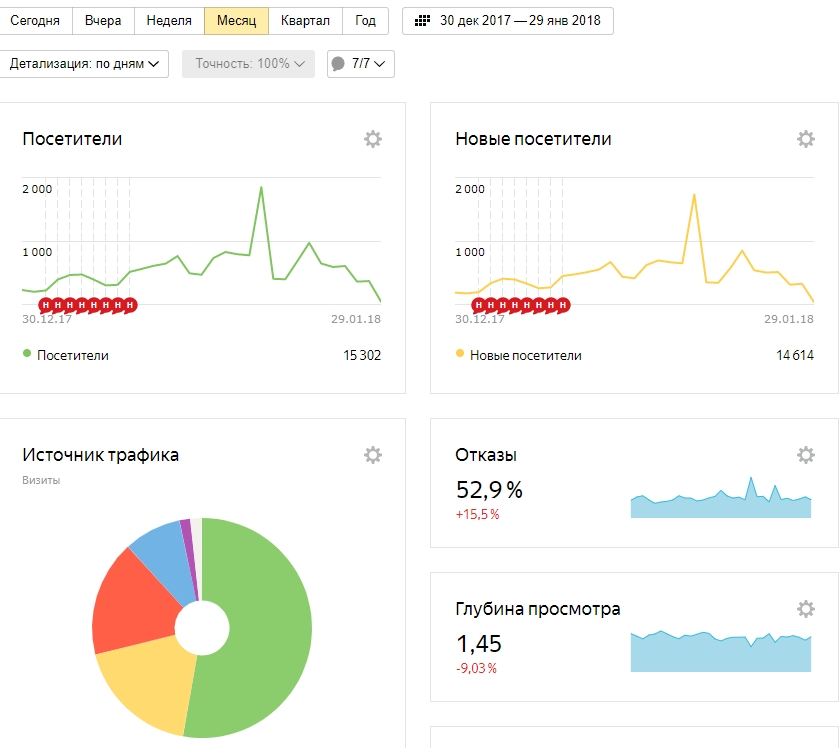 Сегодня Вчера Неделя Месяц Квартал Год 30 дек 2017 — 29 янв 2018
Детализация: по дням Точность: 100% 7/7
Посетители
2 000
1 000
Н Н Н Н Н Н Н Н
30.12.17 29.01.18
Посетители 15 302
Новые посетители
2 000
1 000
Н Н Н Н Н Н Н Н
30.12.17 29.01.18
Новые посетители 14 614
Источник трафика
Визиты
Отказы
52,9 %
+15,5 %
Глубина просмотра
1,45
-9,03 %